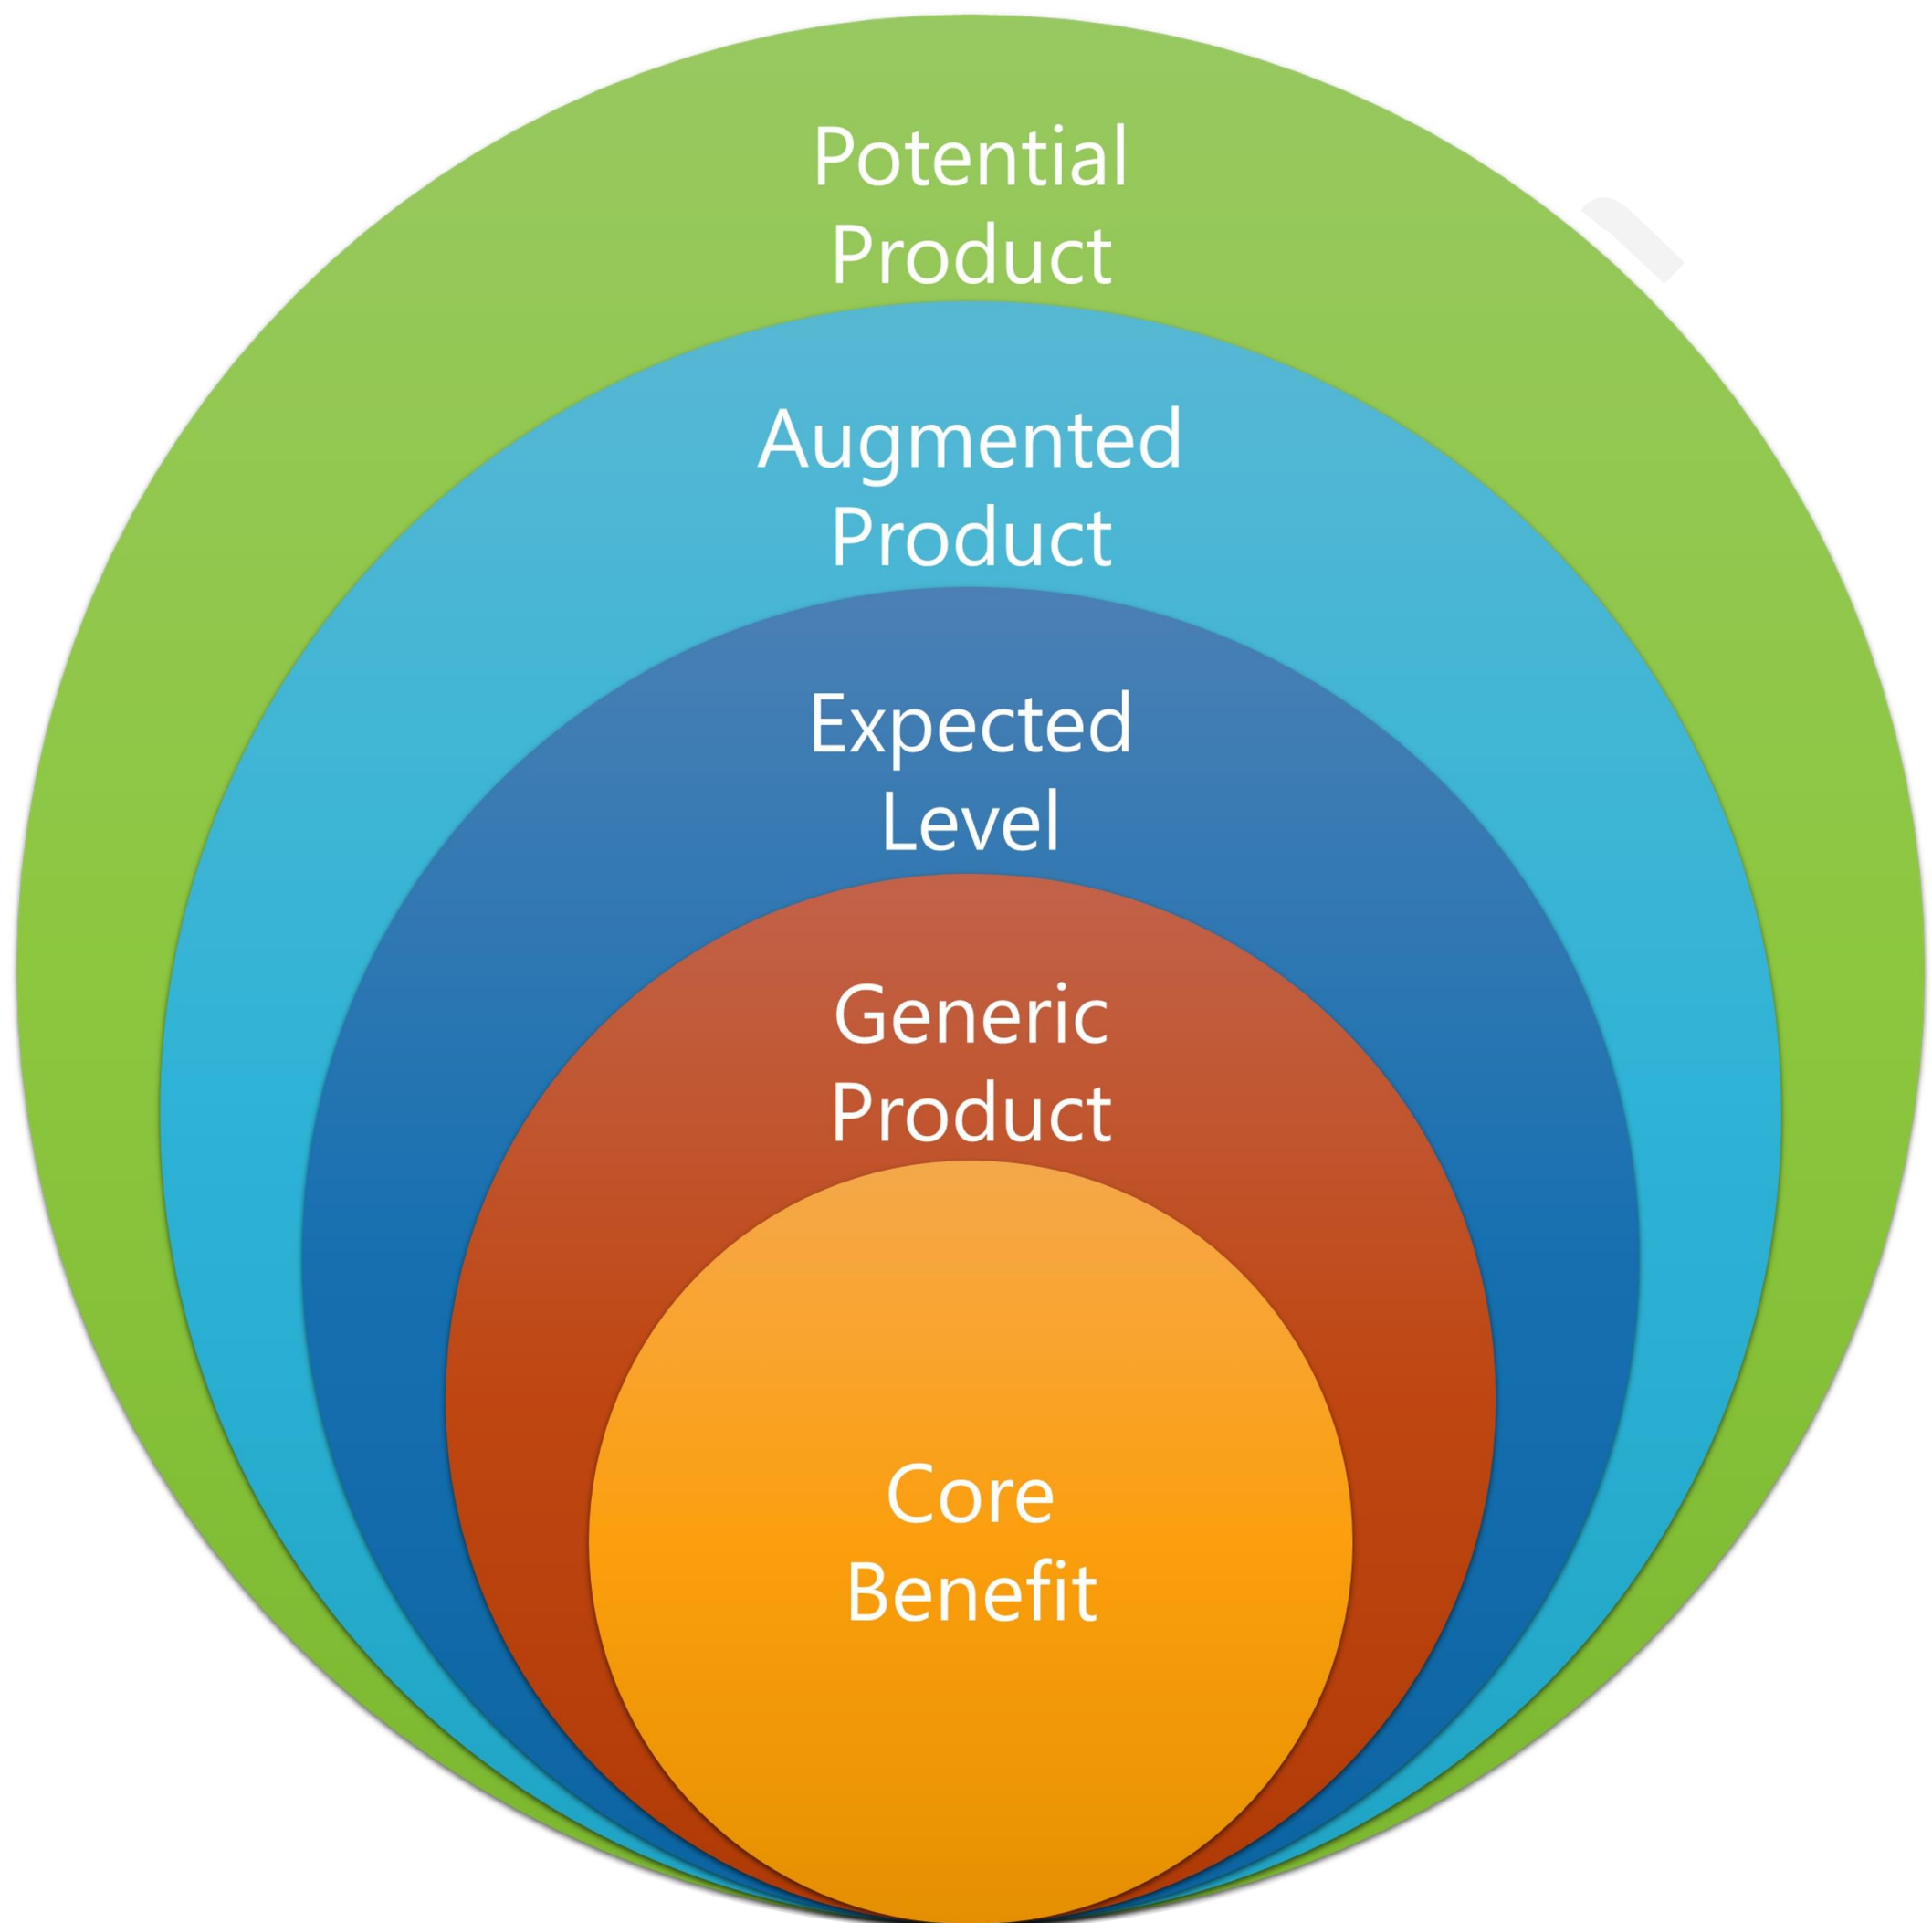 Potential
Product
Augmented
Product
Expected
Level
Generic
Product
Core
Benefit